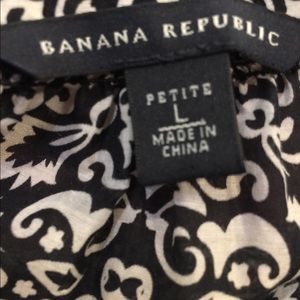 BANANA REPUBLIC
PETITE
L
MADE IN
CHINA